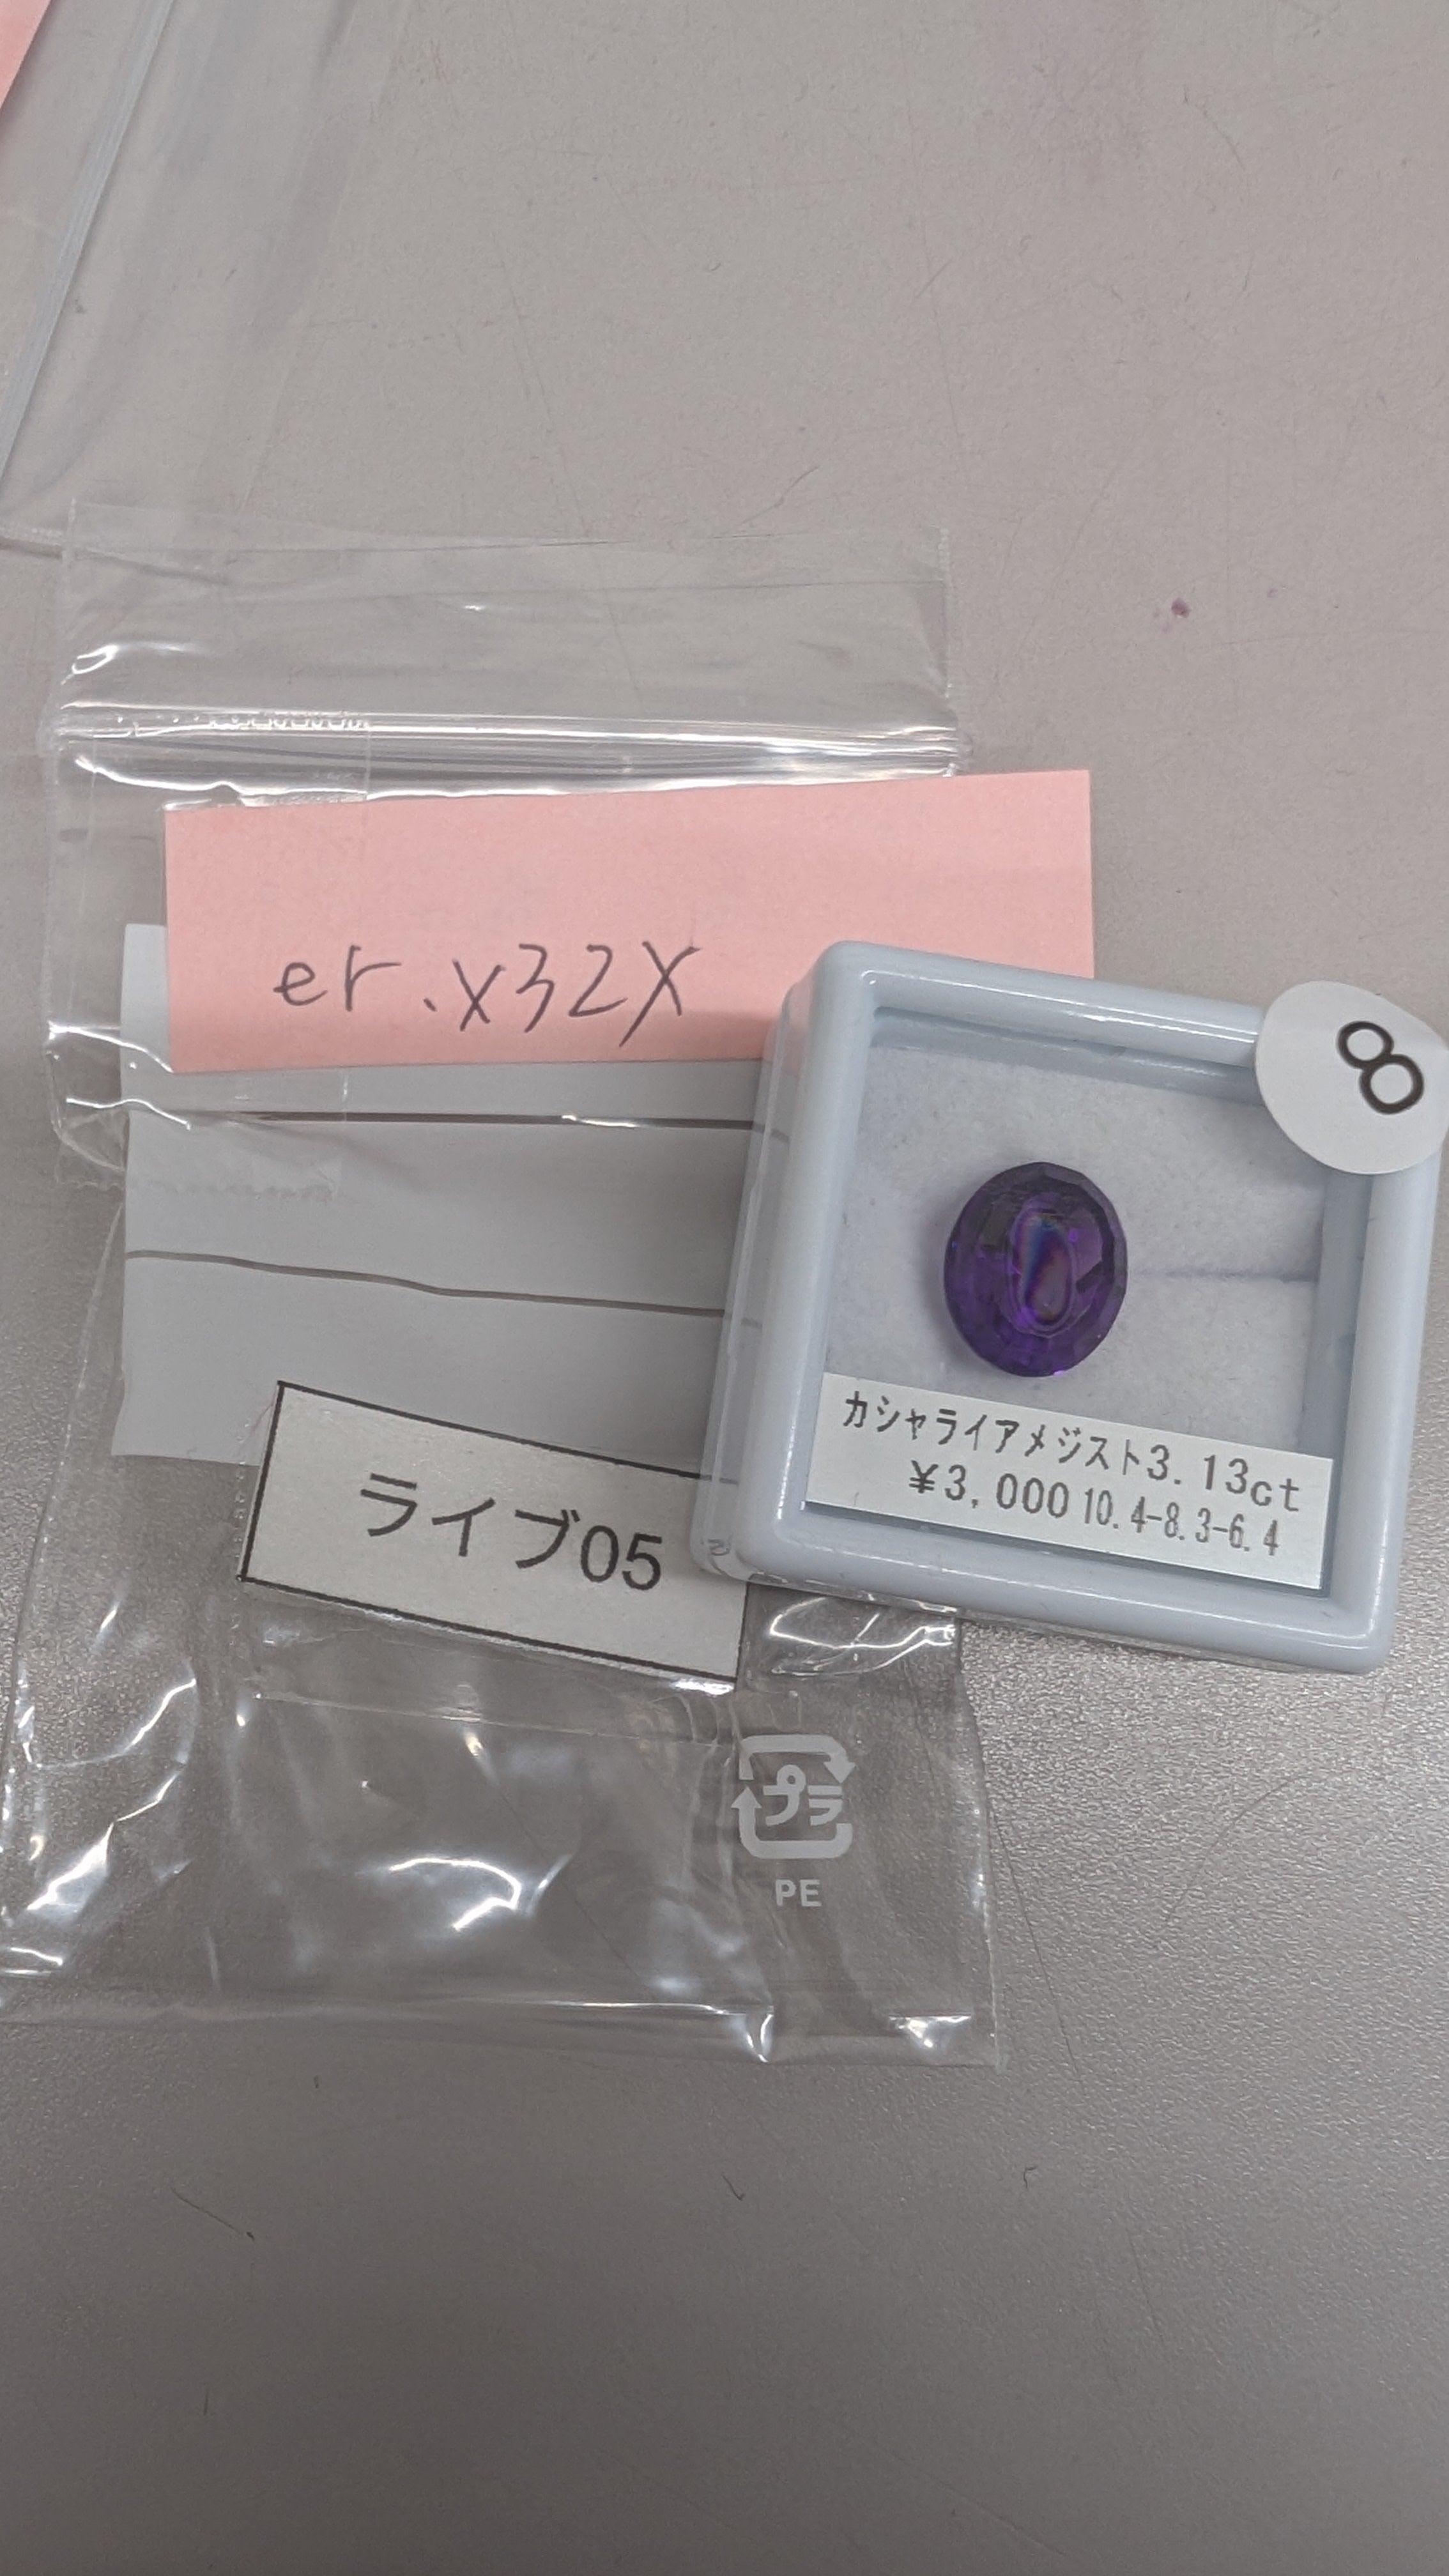 er.x32x
8
カシャライアメジスト3.13ct
¥3,000 10.4-8.3-6.4
ライブ05
プラ
PE